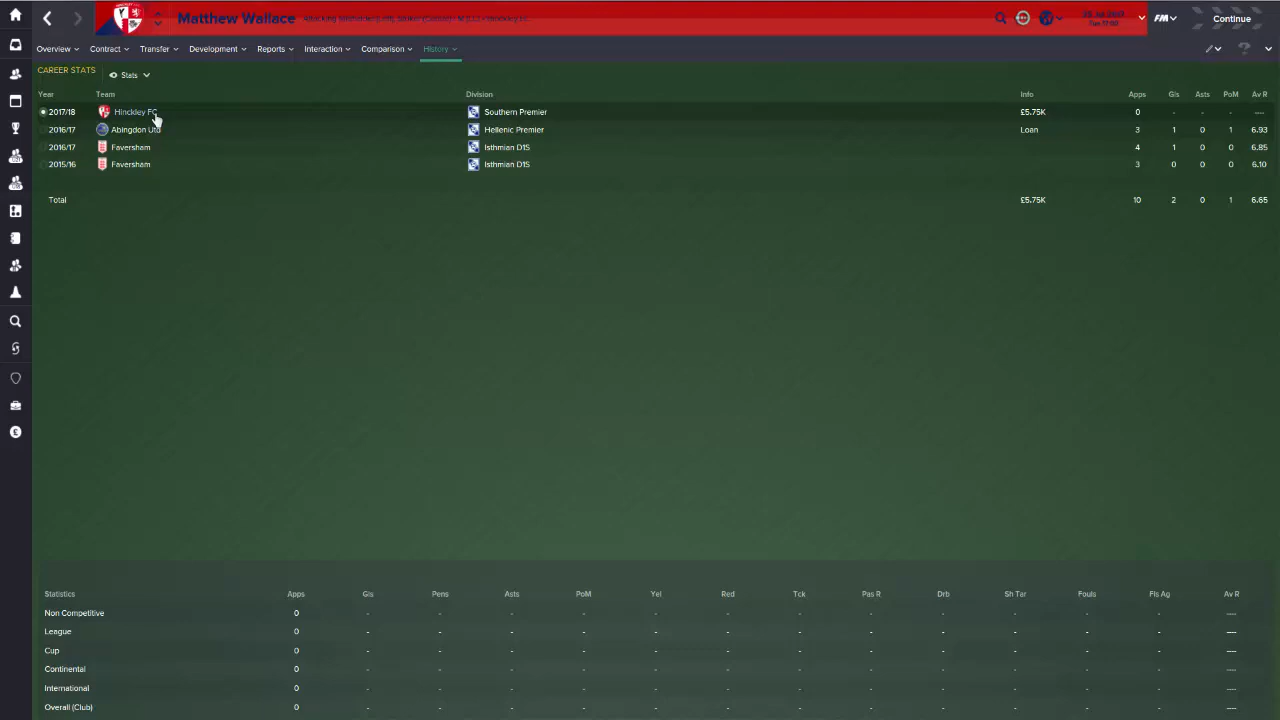 Matthew Wallace
FM
Continue
Overview Contract Transfer Development Reports Interaction Comparison History
CAREER STATS Stats
Year Team Division Info Apps Gls Asts PoM Av R
2017/18 Hinckley FC Southern Premier £5.75K 0 - - - ----
2016/17 Abingdon Utd Hellenic Premier Loan 3 1 0 1 6.93
2016/17 Faversham Isthmian D1S 4 1 0 0 6.85
2015/16 Faversham Isthmian D1S 3 0 0 0 6.10
Total £5.75K 10 2 0 1 6.65
Statistics Apps Gls Pens Asts PoM Yel Red Tck Pas R Drb Sh Tar Fouls Fls Ag Av R
Non Competitive 0 - - - - - - - - - - - - ----
League 0 - - - - - - - - - - - - ----
Cup 0 - - - - - - - - - - - - ----
Continental 0 - - - - - - - - - - - - ----
International 0 - - - - - - - - - - - - ----
Overall (Club) 0 - - - - - - - - - - - - ----